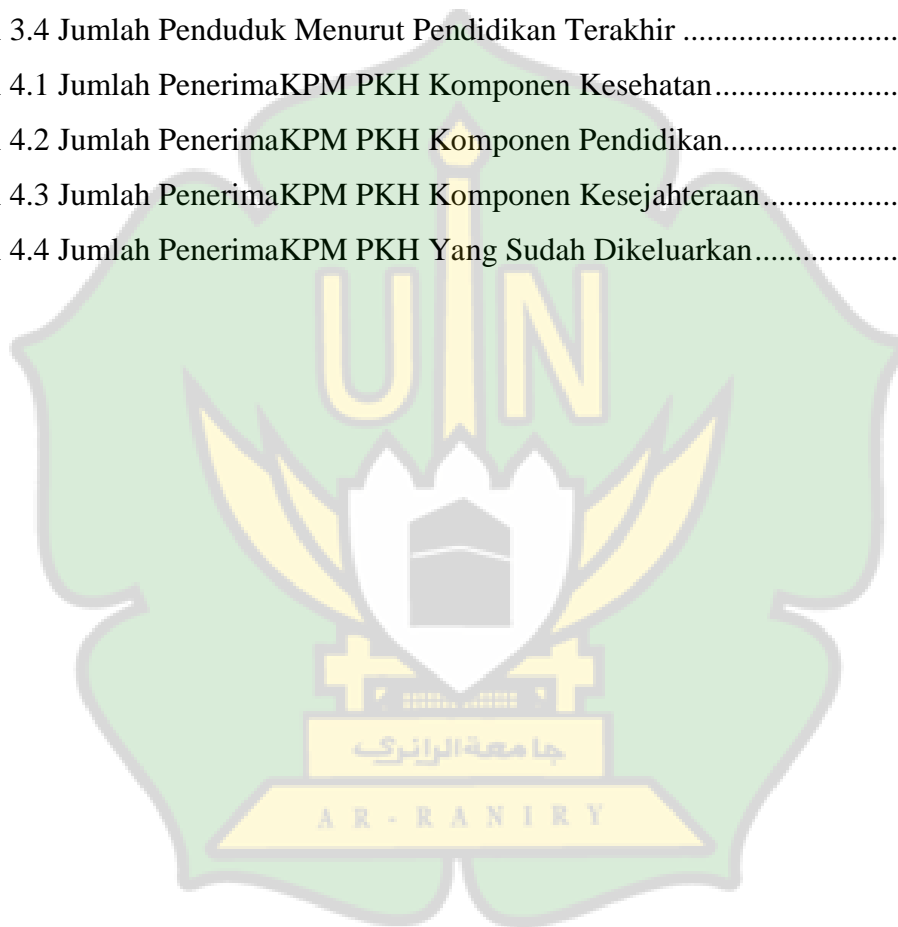 3.4 Jumlah Penduduk Menurut Pendidikan Terakhir ........................
4.1 Jumlah PenerimaKPM PKH Komponen Kesehatan.....................
4.2 Jumlah PenerimaKPM PKH Komponen Pendidikan....................
4.3 Jumlah PenerimaKPM PKH Komponen Kesejahteraan................
4.4 Jumlah PenerimaKPM PKH Yang Sudah Dikeluarkan.................
UIN
جامعةالرانري
AR-RANIRY